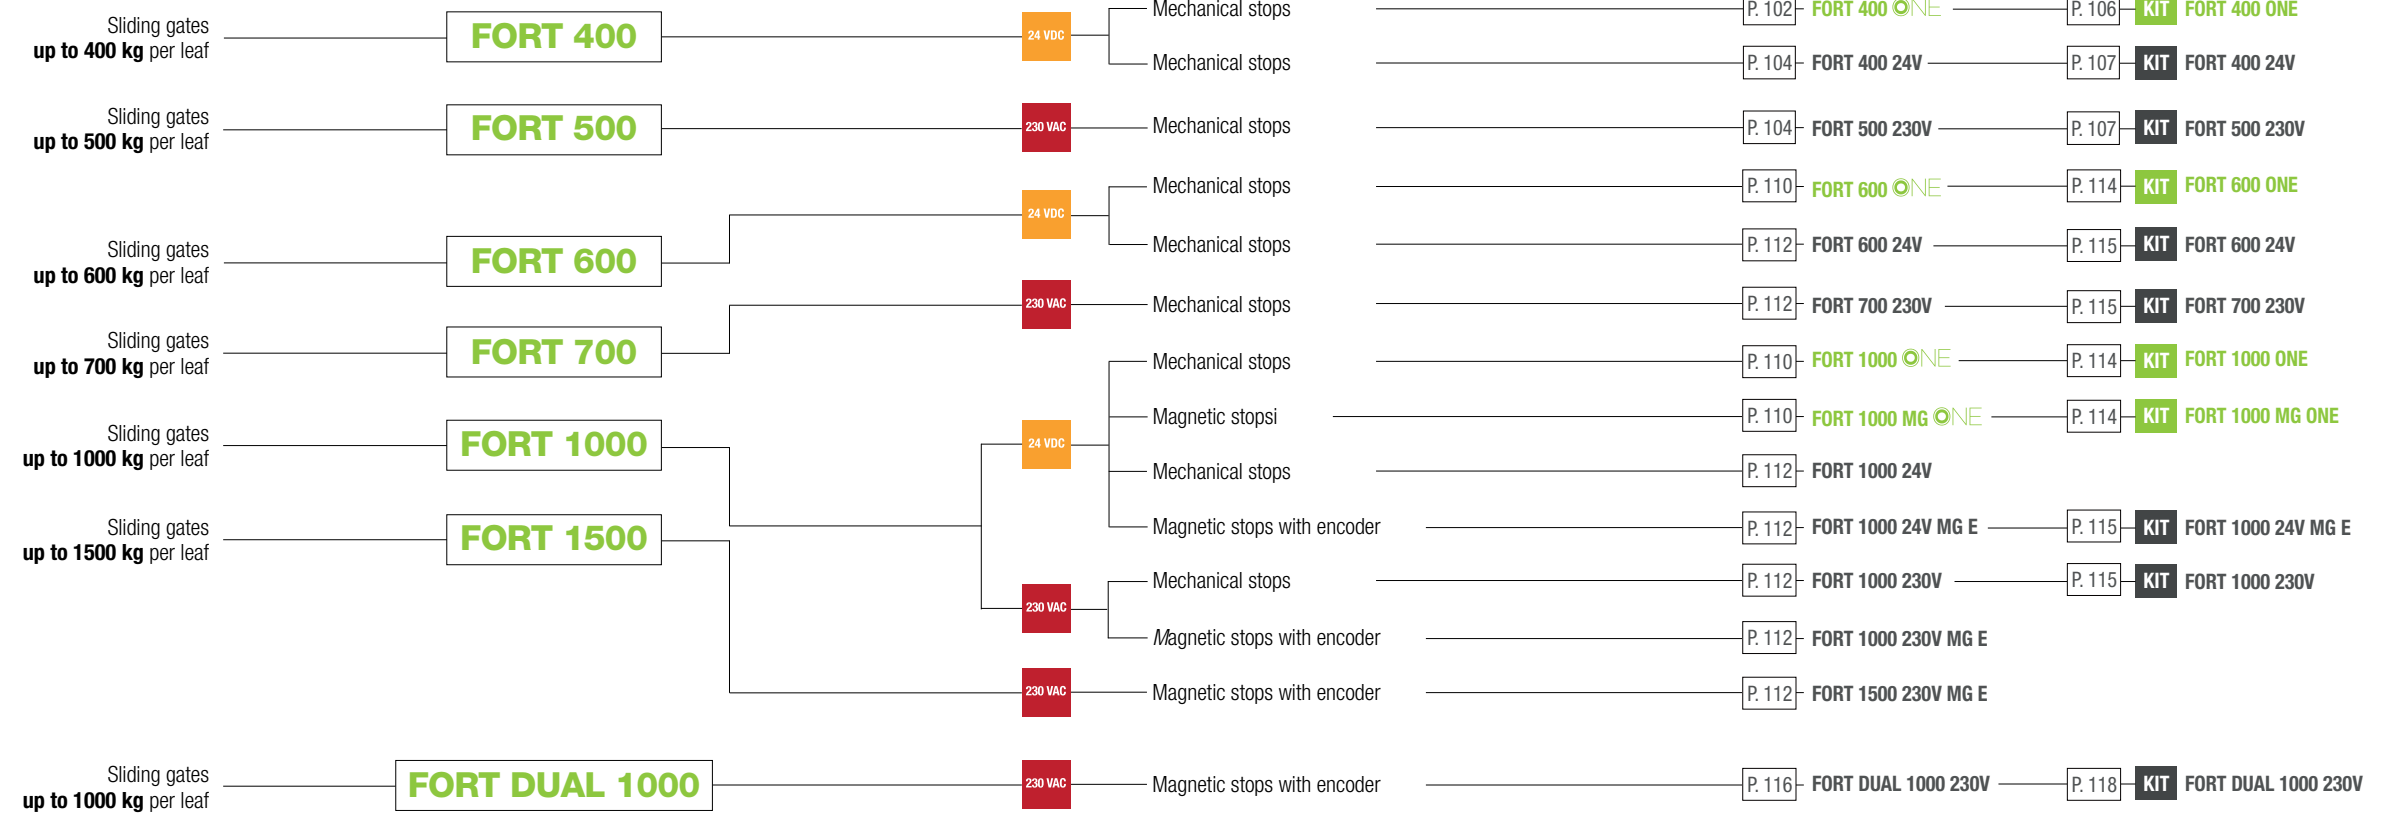 Mechanical stops P. 102 FORT 400 ONE P. 106 KIT FORT 400 ONE
Sliding gates
up to 400 kg per leaf
FORT 400
24 VDC
Mechanical stops P. 104 FORT 400 24V P. 107 KIT FORT 400 24V
Sliding gates
up to 500 kg per leaf
FORT 500
230 VAC
Mechanical stops P. 104 FORT 500 230V P. 107 KIT FORT 500 230V
Mechanical stops P. 110 FORT 600 ONE P. 114 KIT FORT 600 ONE
24 VDC
Sliding gates
up to 600 kg per leaf
FORT 600
Mechanical stops P. 112 FORT 600 24V P. 115 KIT FORT 600 24V
230 VAC
Mechanical stops P. 112 FORT 700 230V P. 115 KIT FORT 700 230V
Sliding gates
up to 700 kg per leaf
FORT 700
Mechanical stops P. 110 FORT 1000 ONE P. 114 KIT FORT 1000 ONE
Magnetic stopsi P. 110 FORT 1000 MG ONE P. 114 KIT FORT 1000 MG ONE
Sliding gates
up to 1000 kg per leaf
FORT 1000
24 VDC
Mechanical stops P. 112 FORT 1000 24V
Magnetic stops with encoder P. 112 FORT 1000 24V MG E P. 115 KIT FORT 1000 24V MG E
Sliding gates
up to 1500 kg per leaf
FORT 1500
Mechanical stops P. 112 FORT 1000 230V P. 115 KIT FORT 1000 230V
230 VAC
Magnetic stops with encoder P. 112 FORT 1000 230V MG E
230 VAC
Magnetic stops with encoder P. 112 FORT 1500 230V MG E
Sliding gates
up to 1000 kg per leaf
FORT DUAL 1000
230 VAC
Magnetic stops with encoder P. 116 FORT DUAL 1000 230V P. 118 KIT FORT DUAL 1000 230V